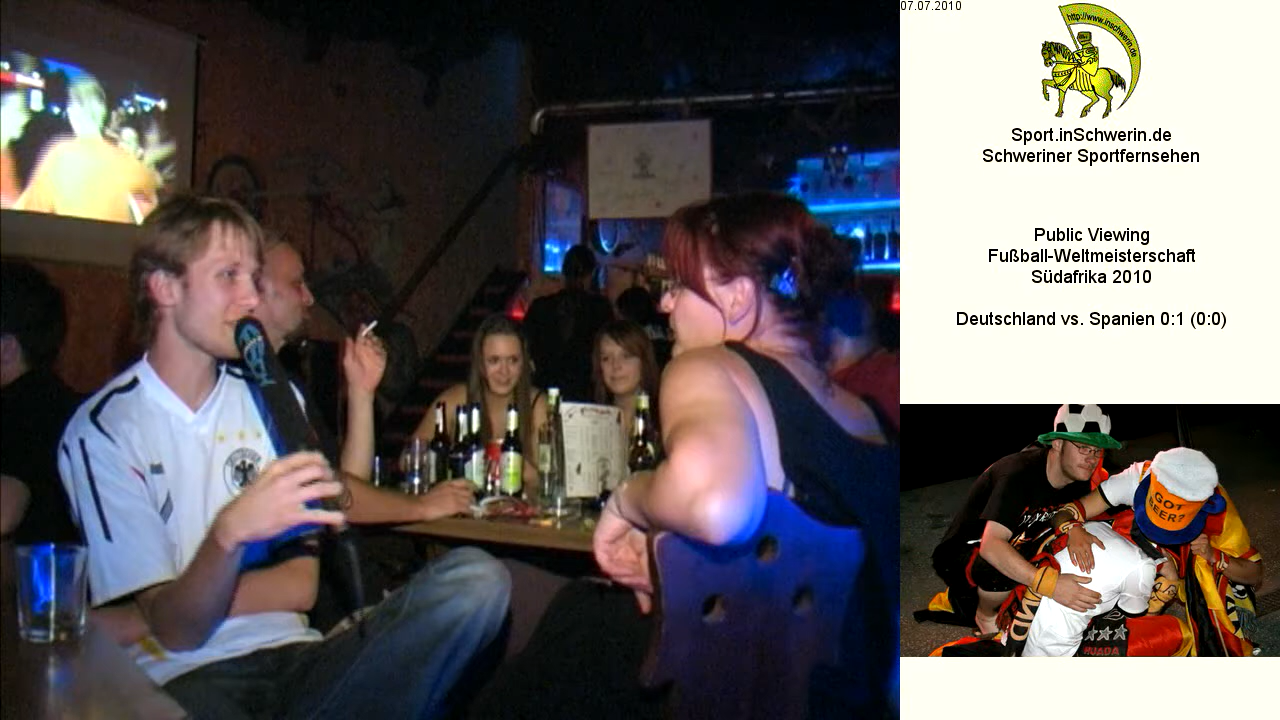 07.07.2010
http://www.inschwerin.de
Sport.inSchwerin.de
Schweriner Sportfernsehen
Public Viewing
Fußball-Weltmeisterschaft
Südafrika 2010
Deutschland vs. Spanien 0:1 (0:0)
GOT
BEER?